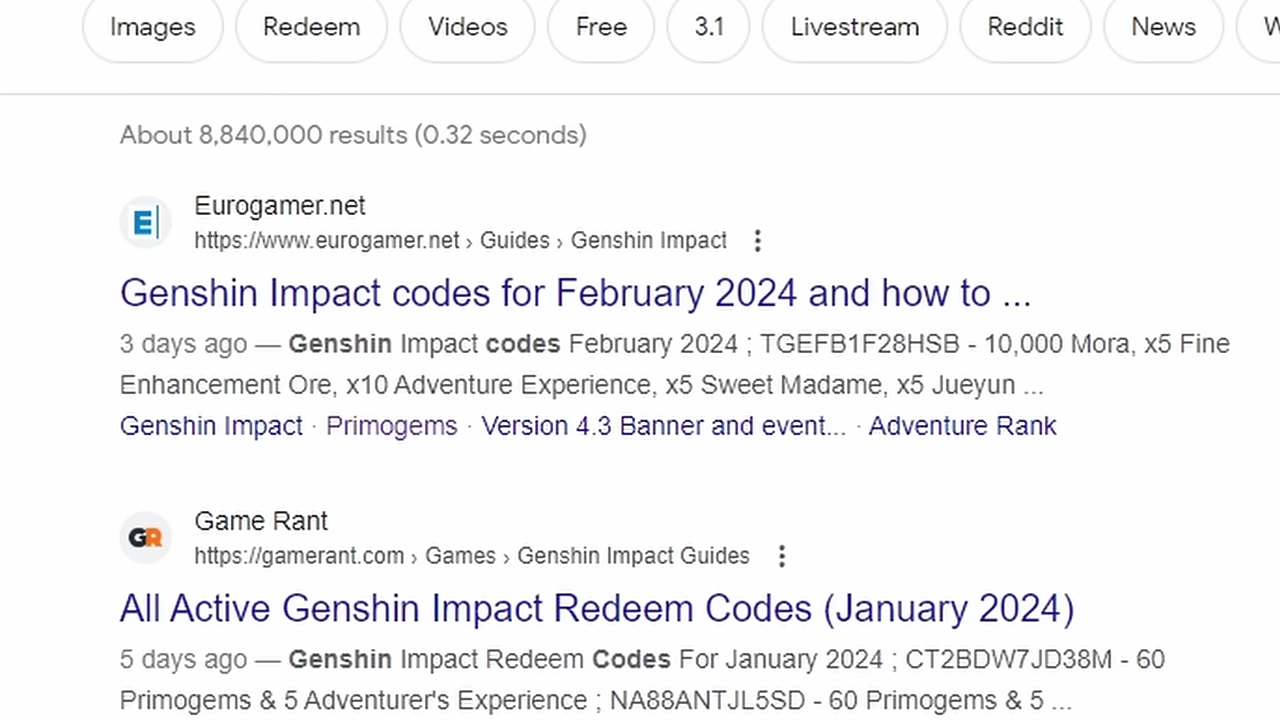 Images Redeem Videos Free 3.1 Livestream Reddit News
About 8,840,000 results (0.32 seconds)
E
Eurogamer.net
https://www.eurogamer.net › Guides › Genshin Impact
Genshin Impact codes for February 2024 and how to ...
3 days ago — Genshin Impact codes February 2024 ; TGEFB1F28HSB - 10,000 Mora, x5 Fine
Enhancement Ore, x10 Adventure Experience, x5 Sweet Madame, x5 Jueyun ...
Genshin Impact · Primogems · Version 4.3 Banner and event... · Adventure Rank
GR
Game Rant
https://gamerant.com › Games › Genshin Impact Guides
All Active Genshin Impact Redeem Codes (January 2024)
5 days ago — Genshin Impact Redeem Codes For January 2024 ; CT2BDW7JD38M - 60
Primogems & 5 Adventurer's Experience ; NA88ANTJL5SD - 60 Primogems & 5 ...